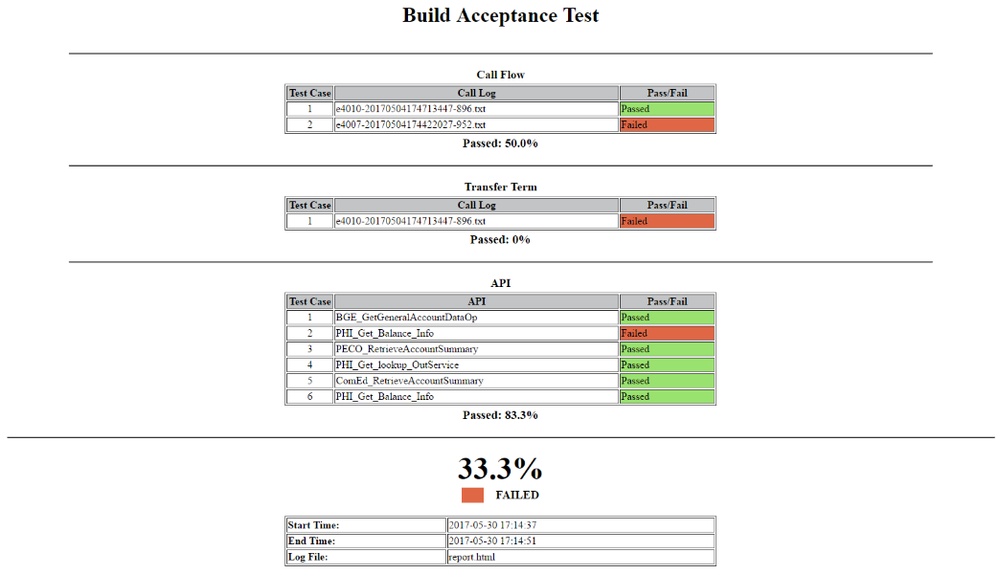 Build Acceptance Test
Call Flow
Test Case Call Log Pass/Fail
1 e4010-20170504174713447-896.txt Passed
2 e4007-20170504174422027-952.txt Failed
Passed: 50.0%
Transfer Term
Test Case Call Log Pass/Fail
1 e4010-20170504174713447-896.txt Failed
Passed: 0%
API
Test Case API Pass/Fail
1 BGE_GetGeneralAccountDataOp Passed
2 PHI_Get_Balance_Info Failed
3 PECO_RetrieveAccountSummary Passed
4 PHI_Get_lookup_OutService Passed
5 ComEd_RetrieveAccountSummary Passed
6 PHI_Get_Balance_Info Passed
Passed: 83.3%
33.3%
FAILED
Start Time: 2017-05-30 17:14:37
End Time: 2017-05-30 17:14:51
Log File: report.html